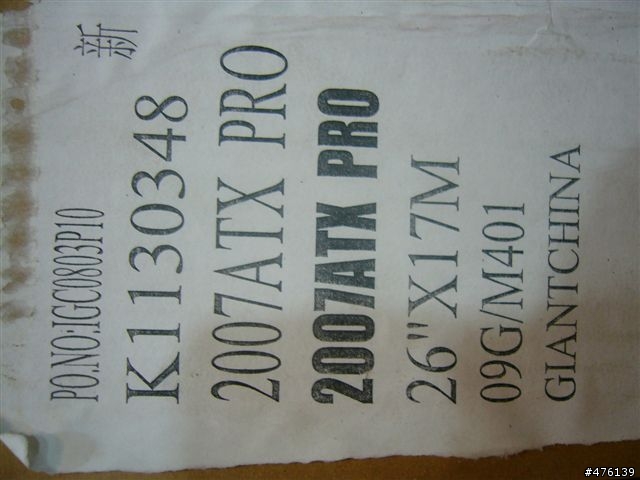 PO.NO:IGC0803P10 新
K1130348
2007ATX PRO
2007ATX PRO
26"X17M
09G/M401
GIANTCHINA
#476139